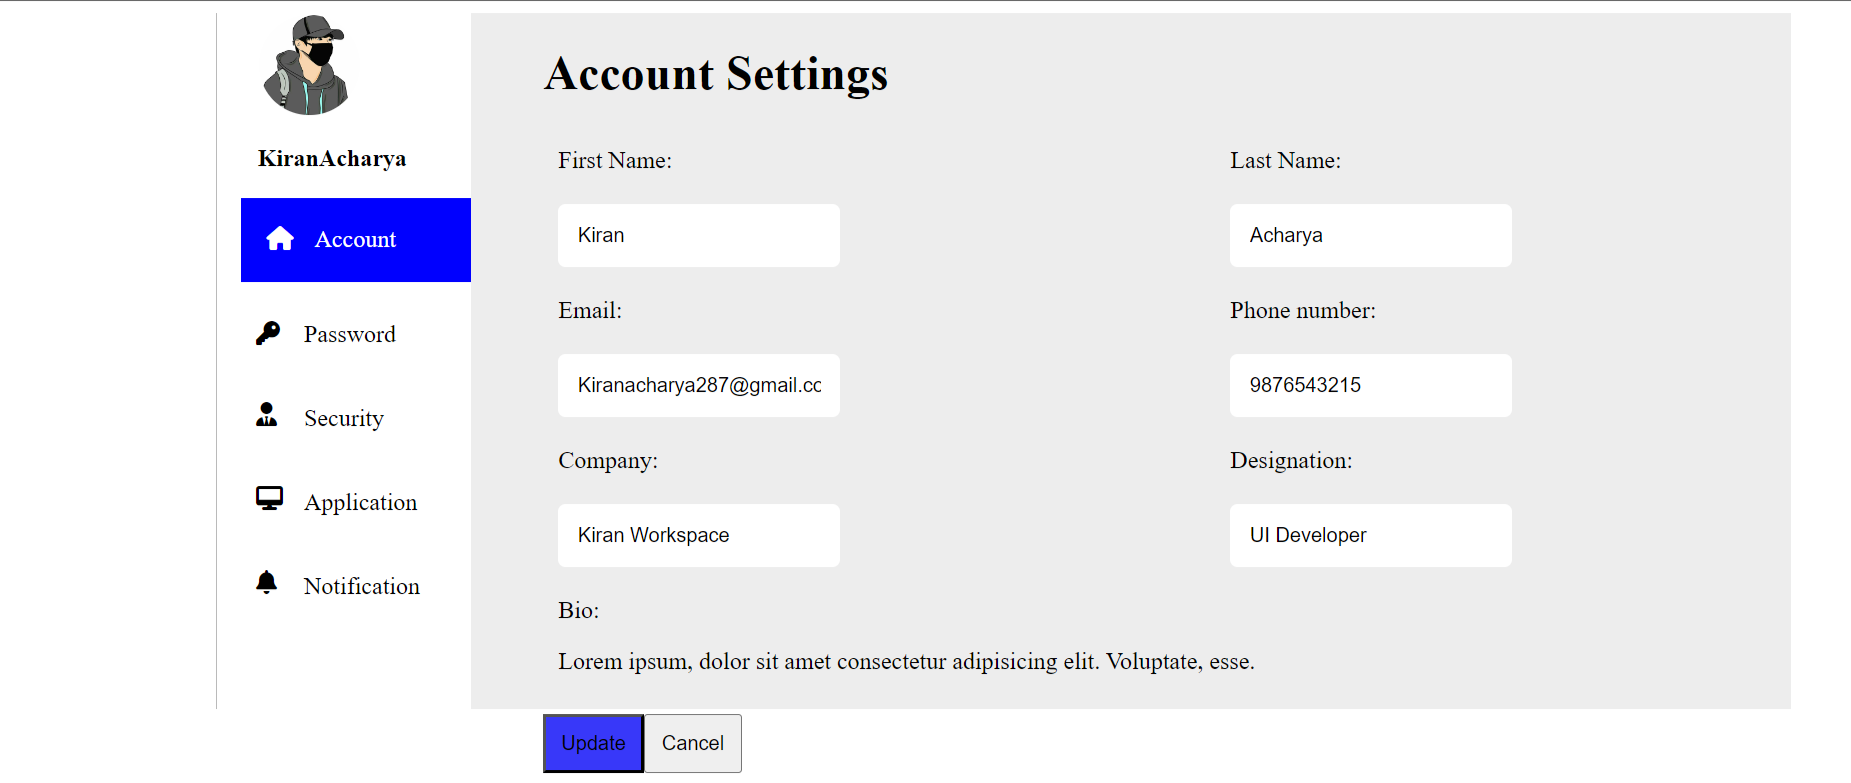 KiranAcharya
Account
Password
Security
Application
Notification
Account Settings
First Name:
Last Name:
Kiran
Acharya
Email:
Phone number:
Kiranacharya287@gmail.cc
9876543215
Company:
Designation:
Kiran Workspace
UI Developer
Bio:
Lorem ipsum, dolor sit amet consectetur adipisicing elit. Voluptate, esse.
Update
Cancel